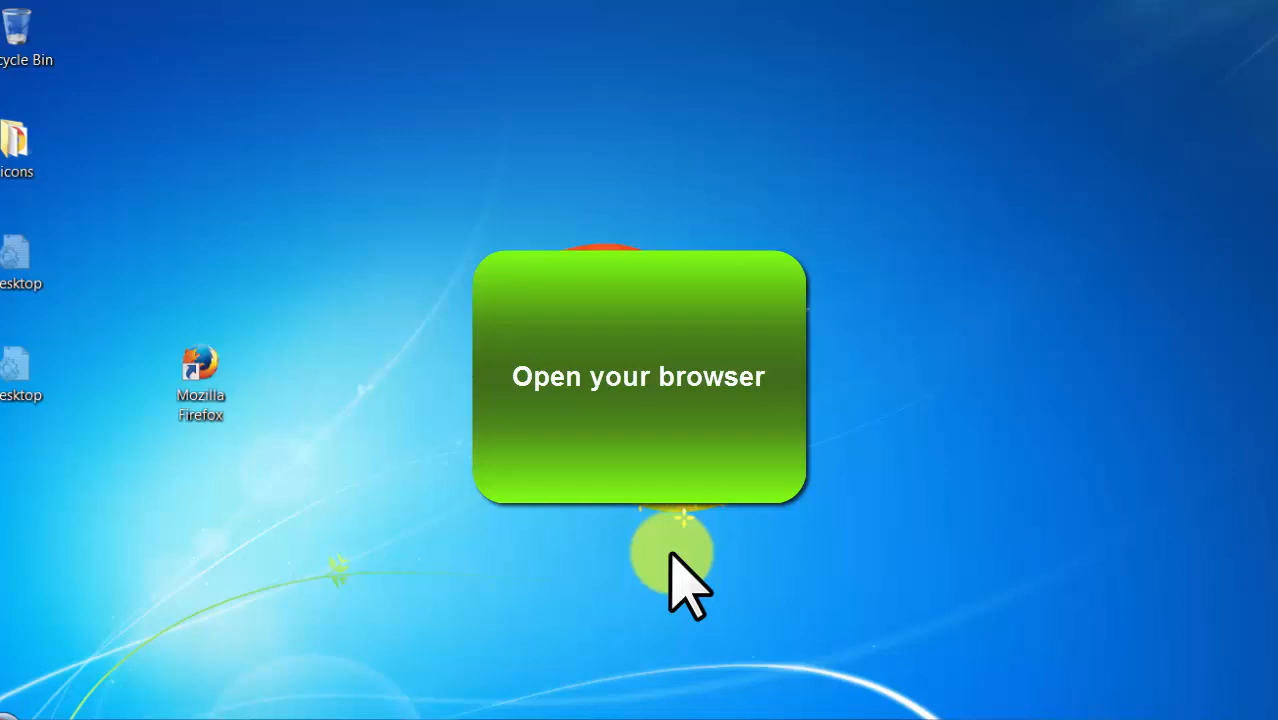 cycle Bin
icons
esktop
esktop
Mozilla
Firefox
Open your browser